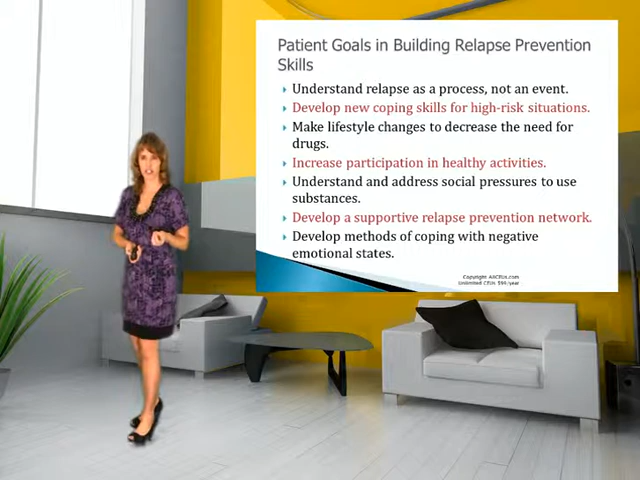 Patient Goals in Building Relapse Prevention
Skills
Understand relapse as a process, not an event.
Develop new coping skills for high-risk situations.
Make lifestyle changes to decrease the need for
drugs.
Increase participation in healthy activities.
Understand and address social pressures to use
substances.
Develop a supportive relapse prevention network.
Develop methods of coping with negative
emotional states.
Copyright AllCEUs.com
Unlimited CEUs $99/year